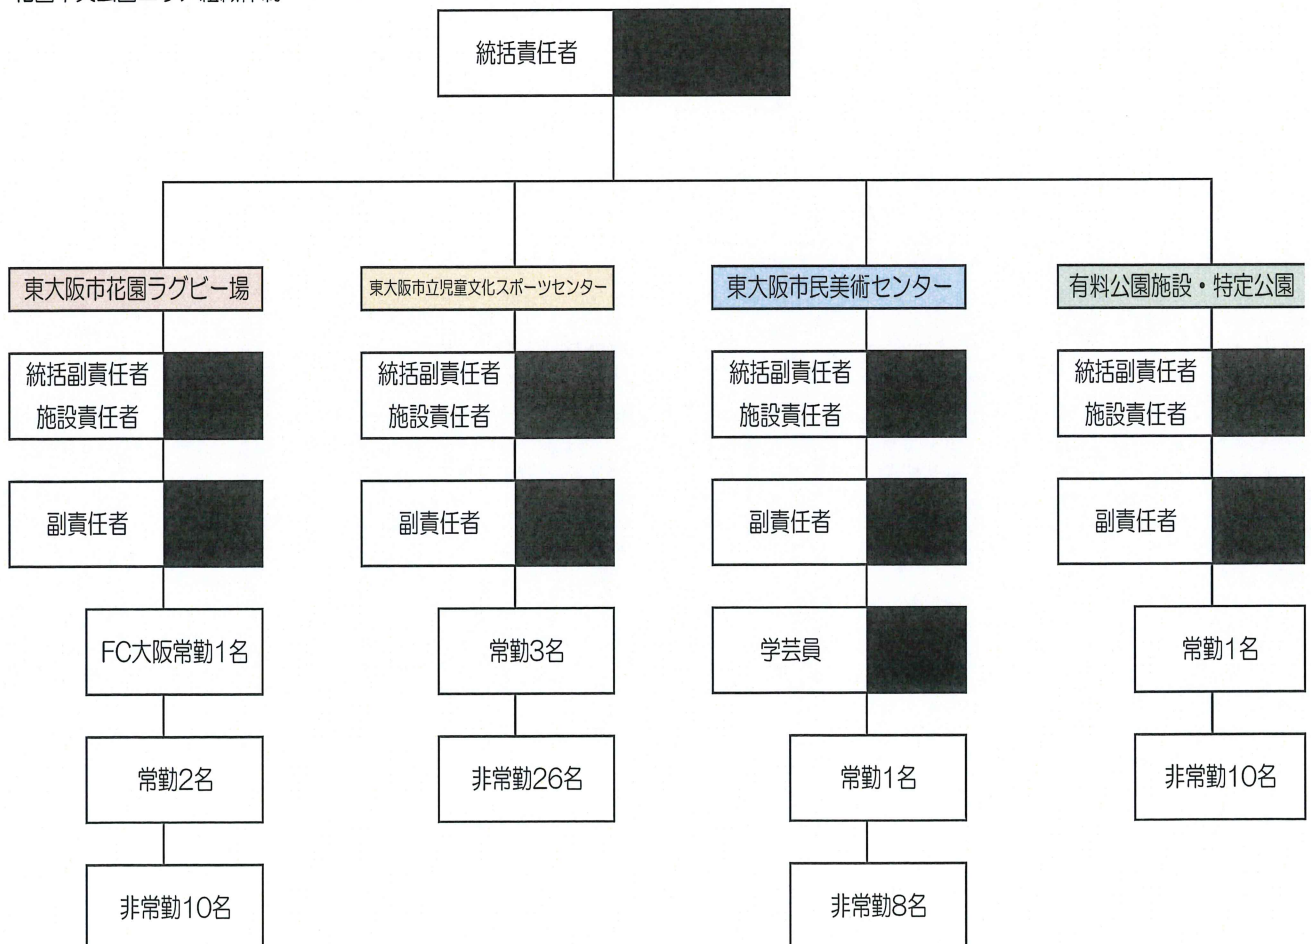 統括責任者
東大阪市花園ラグビー場
統括副責任者
施設責任者
副責任者
FC大阪常勤1名
常勤2名
非常勤10名
東大阪市立児童文化スポーツセンター
統括副責任者
施設責任者
副責任者
常勤3名
非常勤26名
東大阪市民美術センター
統括副責任者
施設責任者
副責任者
学芸員
常勤1名
非常勤8名
有料公園施設・特定公園
統括副責任者
施設責任者
副責任者
常勤1名
非常勤10名